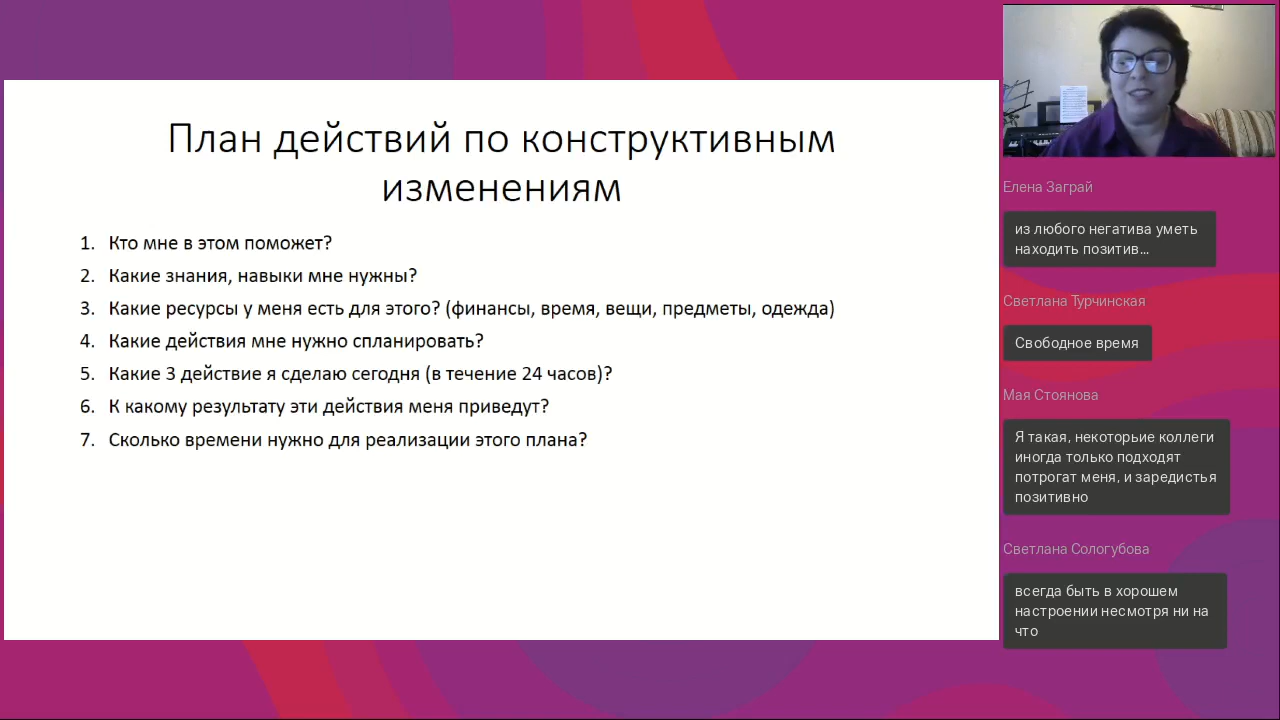 План действий по конструктивным
изменениям
1. Кто мне в этом поможет?
2. Какие знания, навыки мне нужны?
3. Какие ресурсы у меня есть для этого? (финансы, время, вещи, предметы, одежда)
4. Какие действия мне нужно спланировать?
5. Какие 3 действие я сделаю сегодня (в течение 24 часов)?
6. К какому результату эти действия меня приведут?
7. Сколько времени нужно для реализации этого плана?
Елена Заграй
из любого негатива уметь
находить позитив...
Светлана Турчинская
Свободное время
Мая Стоянова
Я такая, некоторьие коллеги
иногда только подходят
потрогат меня, и заредистья
позитивно
Светлана Сологубова
всегда быть в хорошем
настроении несмотря ни на
что